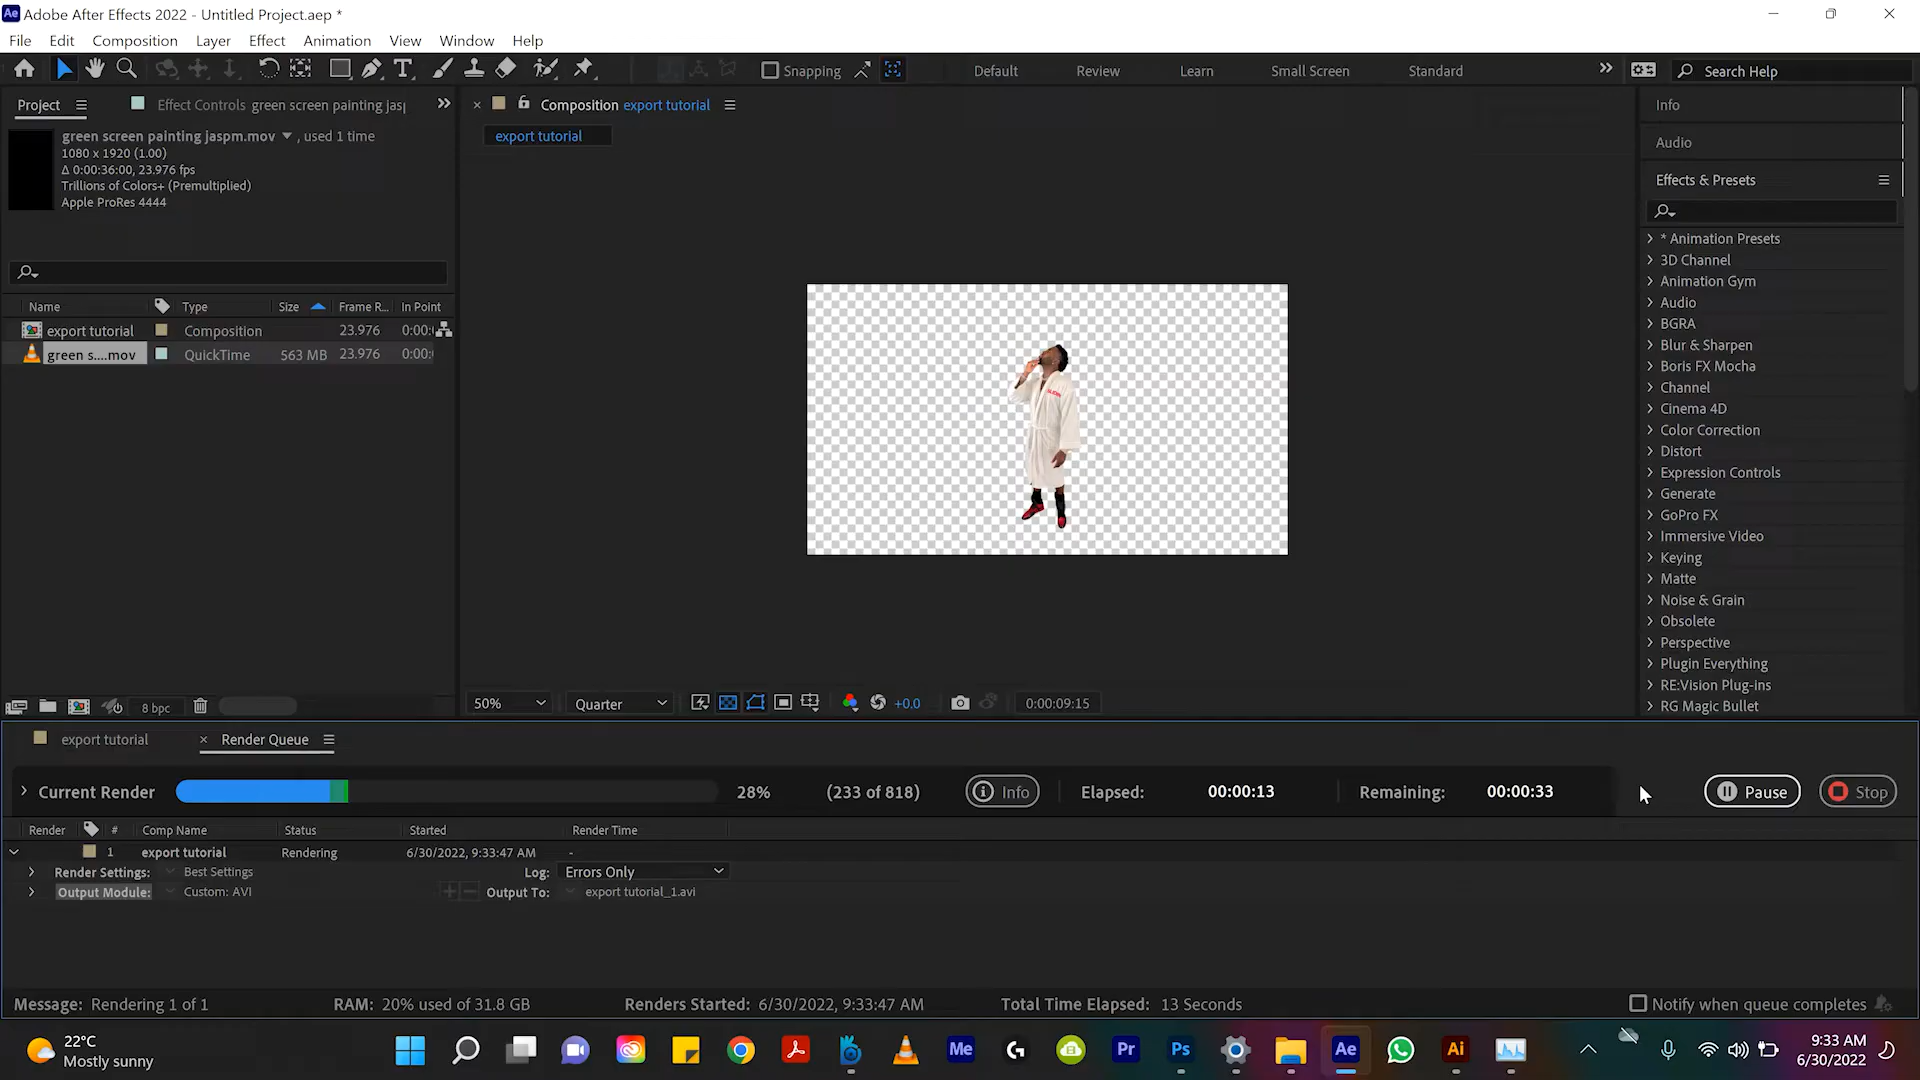 Adobe After Effects 2022 - Untitled Project.aep *
File Edit Composition Layer Effect Animation View Window Help
Snapping Default Review Learn Small Screen Standard Search Help
Project Effect Controls green screen painting jasp
Composition export tutorial
export tutorial
green screen painting jaspm.mov , used 1 time
1080 x 1920 (1.00)
Δ 0:00:36:00, 23.976 fps
Trillions of Colors+ (Premultiplied)
Apple ProRes 4444
Name Type Size Frame R... In Point
export tutorial Composition 23.976 0:00:
green s....mov QuickTime 563 MB 23.976 0:00:
8 bpc
50% Quarter +0.0 0:00:09:15
Info
Audio
Effects & Presets
* Animation Presets
3D Channel
Animation Gym
Audio
BGRA
Blur & Sharpen
Boris FX Mocha
Channel
Cinema 4D
Color Correction
Distort
Expression Controls
Generate
GoPro FX
Immersive Video
Keying
Matte
Noise & Grain
Obsolete
Perspective
Plugin Everything
RE:Vision Plug-ins
RG Magic Bullet
export tutorial Render Queue
Current Render 28% (233 of 818) Info Elapsed: 00:00:13 Remaining: 00:00:33 Pause Stop
Render # Comp Name Status Started Render Time
1 export tutorial Rendering 6/30/2022, 9:33:47 AM -
Render Settings: Best Settings Log: Errors Only
Output Module: Custom: AVI Output To: export tutorial_1.avi
Message: Rendering 1 of 1 RAM: 20% used of 31.8 GB Renders Started: 6/30/2022, 9:33:47 AM Total Time Elapsed: 13 Seconds Notify when queue completes
22°C
Mostly sunny
Me Pr Ps Ae Ai
9:33 AM
6/30/2022